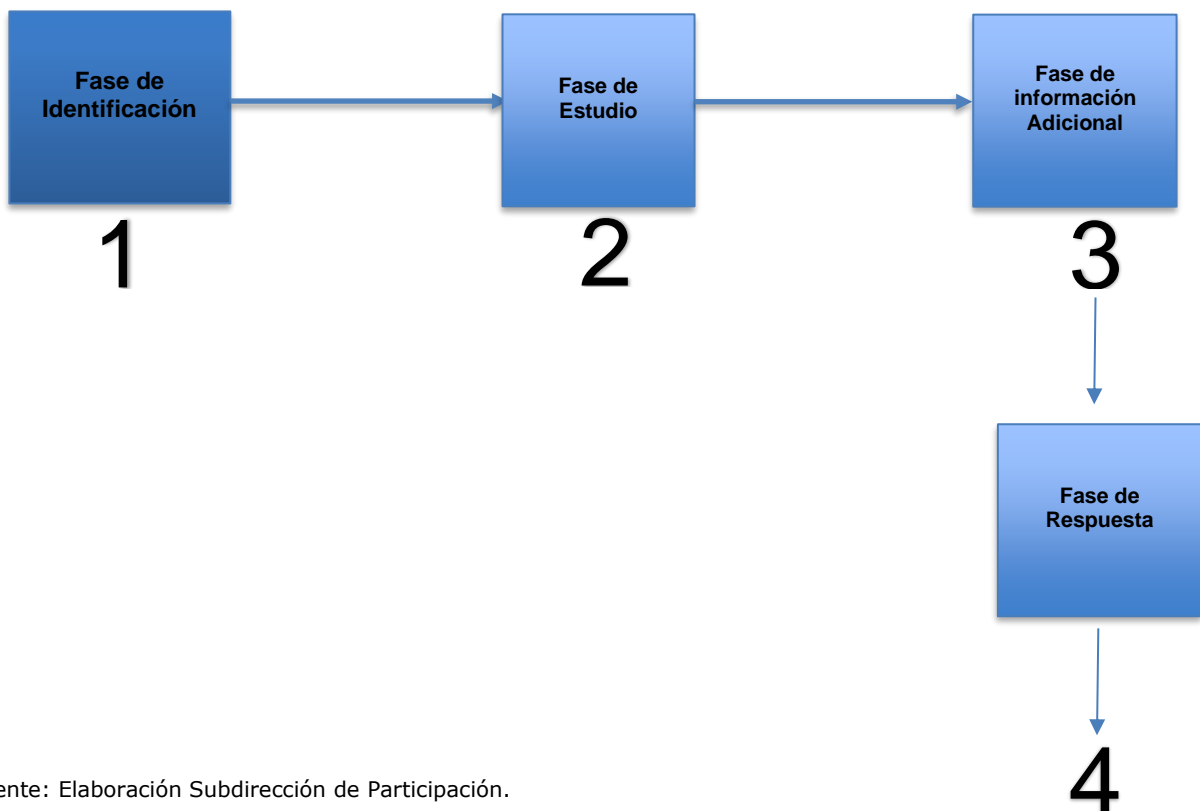 Fase de
Identificación
Fase de
Estudio
Fase de
información
Adicional
1
2
3
Fase de
Respuesta
4
ente: Elaboración Subdirección de Participación.